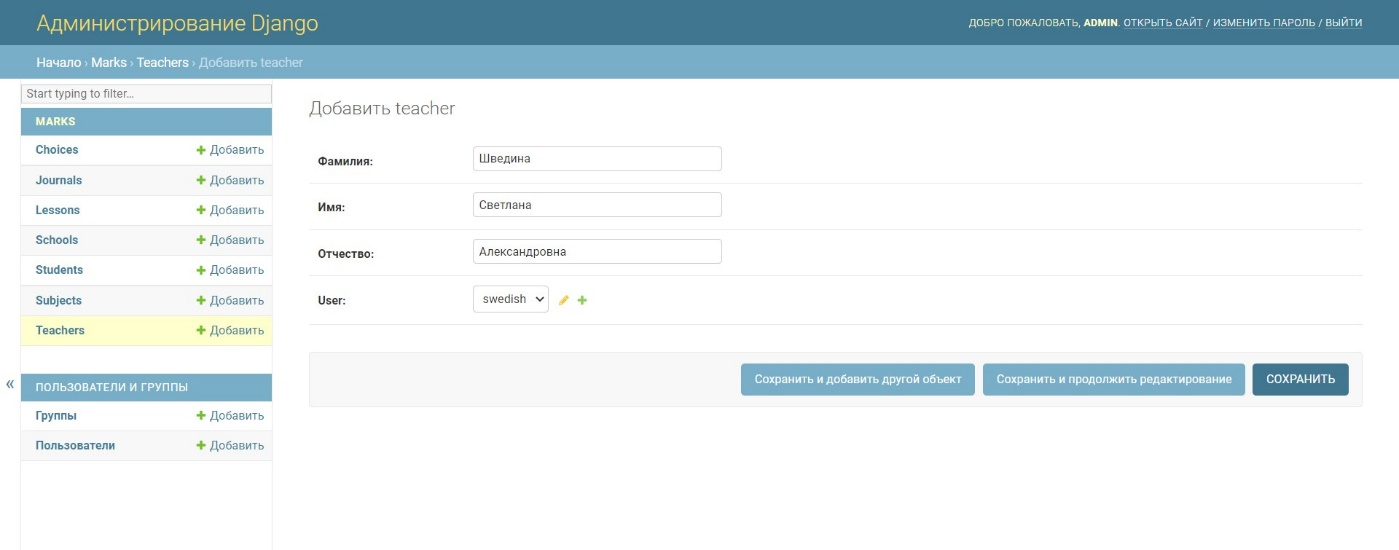 Администрирование Django
ДОБРО ПОЖАЛОВАТЬ, ADMIN. ОТКРЫТЬ САЙТ / ИЗМЕНИТЬ ПАРОЛЬ / ВЫЙТИ
Начало › Marks › Teachers › Добавить teacher
Start typing to filter...
MARKS
Choices + Добавить
Journals + Добавить
Lessons + Добавить
Schools + Добавить
Students + Добавить
Subjects + Добавить
Teachers + Добавить
«
ПОЛЬЗОВАТЕЛИ И ГРУППЫ
Группы + Добавить
Пользователи + Добавить
Добавить teacher
Фамилия: Шведина
Имя: Светлана
Отчество: Александровна
User: swedish
Сохранить и добавить другой объект Сохранить и продолжить редактирование СОХРАНИТЬ